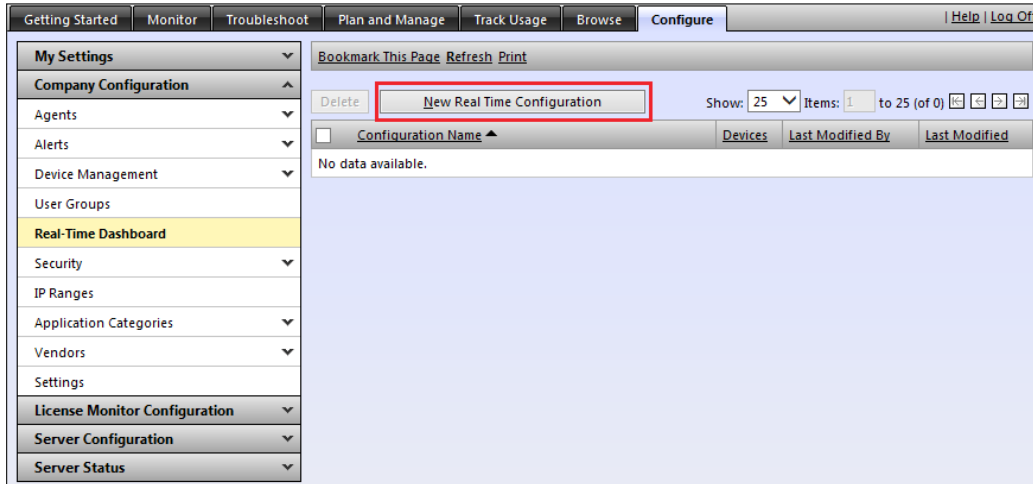 Getting Started Monitor Troubleshoot Plan and Manage Track Usage Browse Configure | Help | Log Of
My Settings
Bookmark This Page Refresh Print
Company Configuration
Delete New Real Time Configuration Show: 25 Items: 1 to 25 (of 0)
Agents
Configuration Name Devices Last Modified By Last Modified
Alerts
No data available.
Device Management
User Groups
Real-Time Dashboard
Security
IP Ranges
Application Categories
Vendors
Settings
License Monitor Configuration
Server Configuration
Server Status